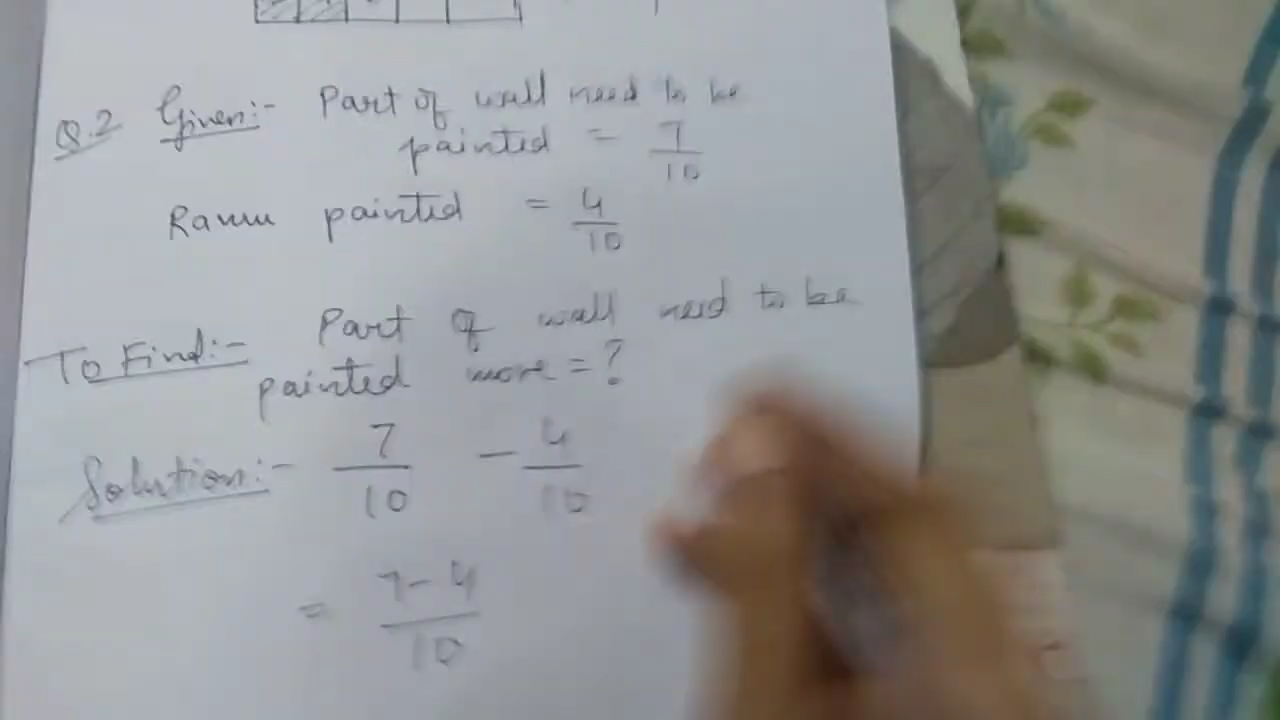 Q.2 Given:- Part of wall need to be
painted = 7/10
Ramu painted = 4/10
To Find:- Part of wall need to be
painted more = ?
Solution:- 7/10 - 4/10
= 7-4/10